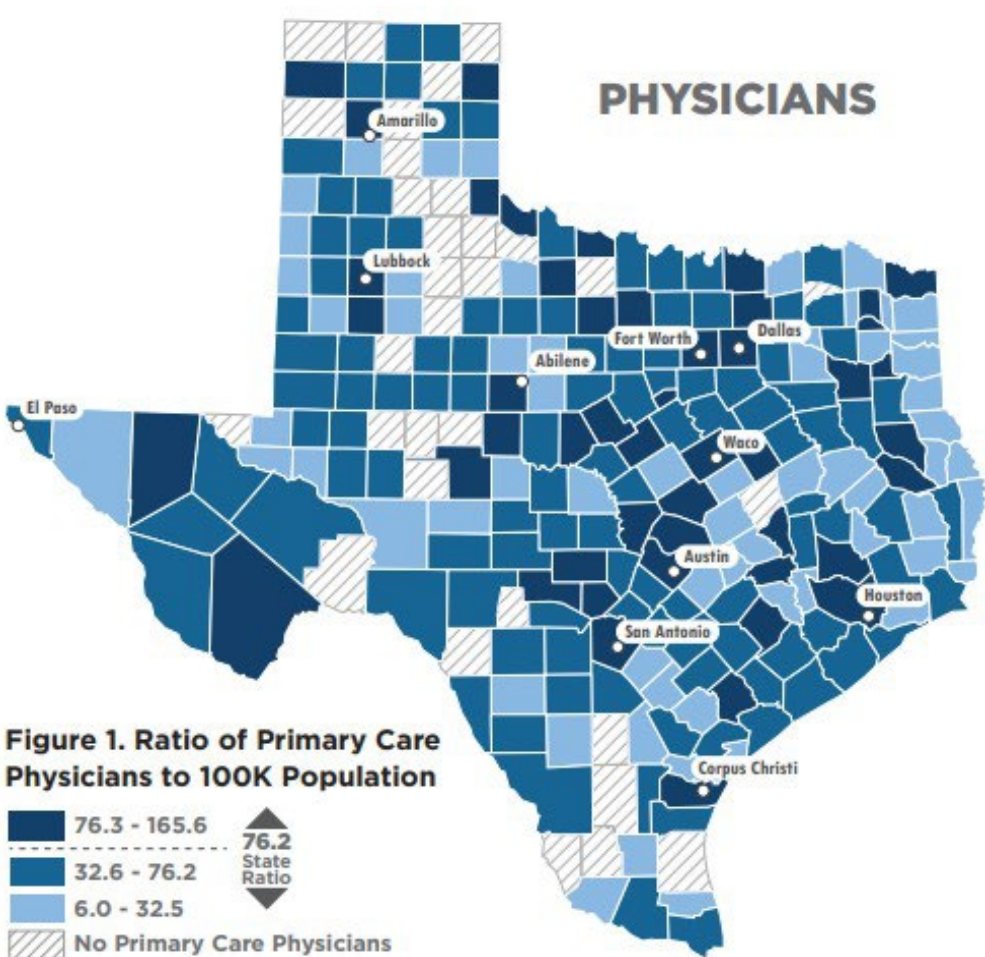 PHYSICIANS
Amarillo
Lubbock
Fort Worth
Dallas
Abilene
El Paso
Waco
Austin
Houston
San Antonio
Corpus Christi
Figure 1. Ratio of Primary Care
Physicians to 100K Population
76.3 - 165.6
76.2
State
Ratio
32.6 - 76.2
6.0 - 32.5
No Primary Care Physicians